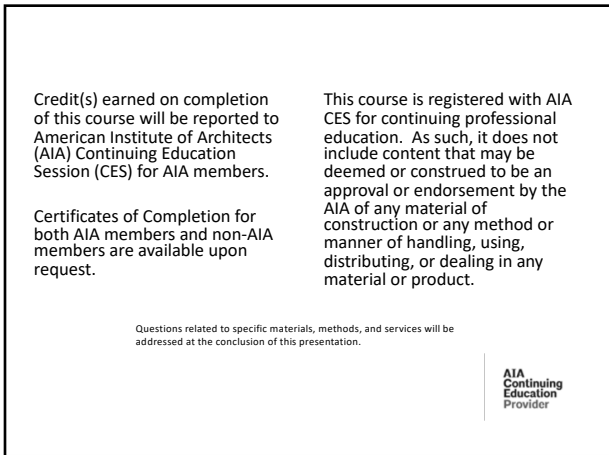 Credit(s) earned on completion
of this course will be reported to
American Institute of Architects
(AIA) Continuing Education
Session (CES) for AIA members.
Certificates of Completion for
both AIA members and non-AIA
members are available upon
request.
This course is registered with AIA
CES for continuing professional
education.  As such, it does not
include content that may be
deemed or construed to be an
approval or endorsement by the
AIA of any material of
construction or any method or
manner of handling, using,
distributing, or dealing in any
material or product.
Questions related to specific materials, methods, and services will be
addressed at the conclusion of this presentation.
AIA
Continuing
Education
Provider